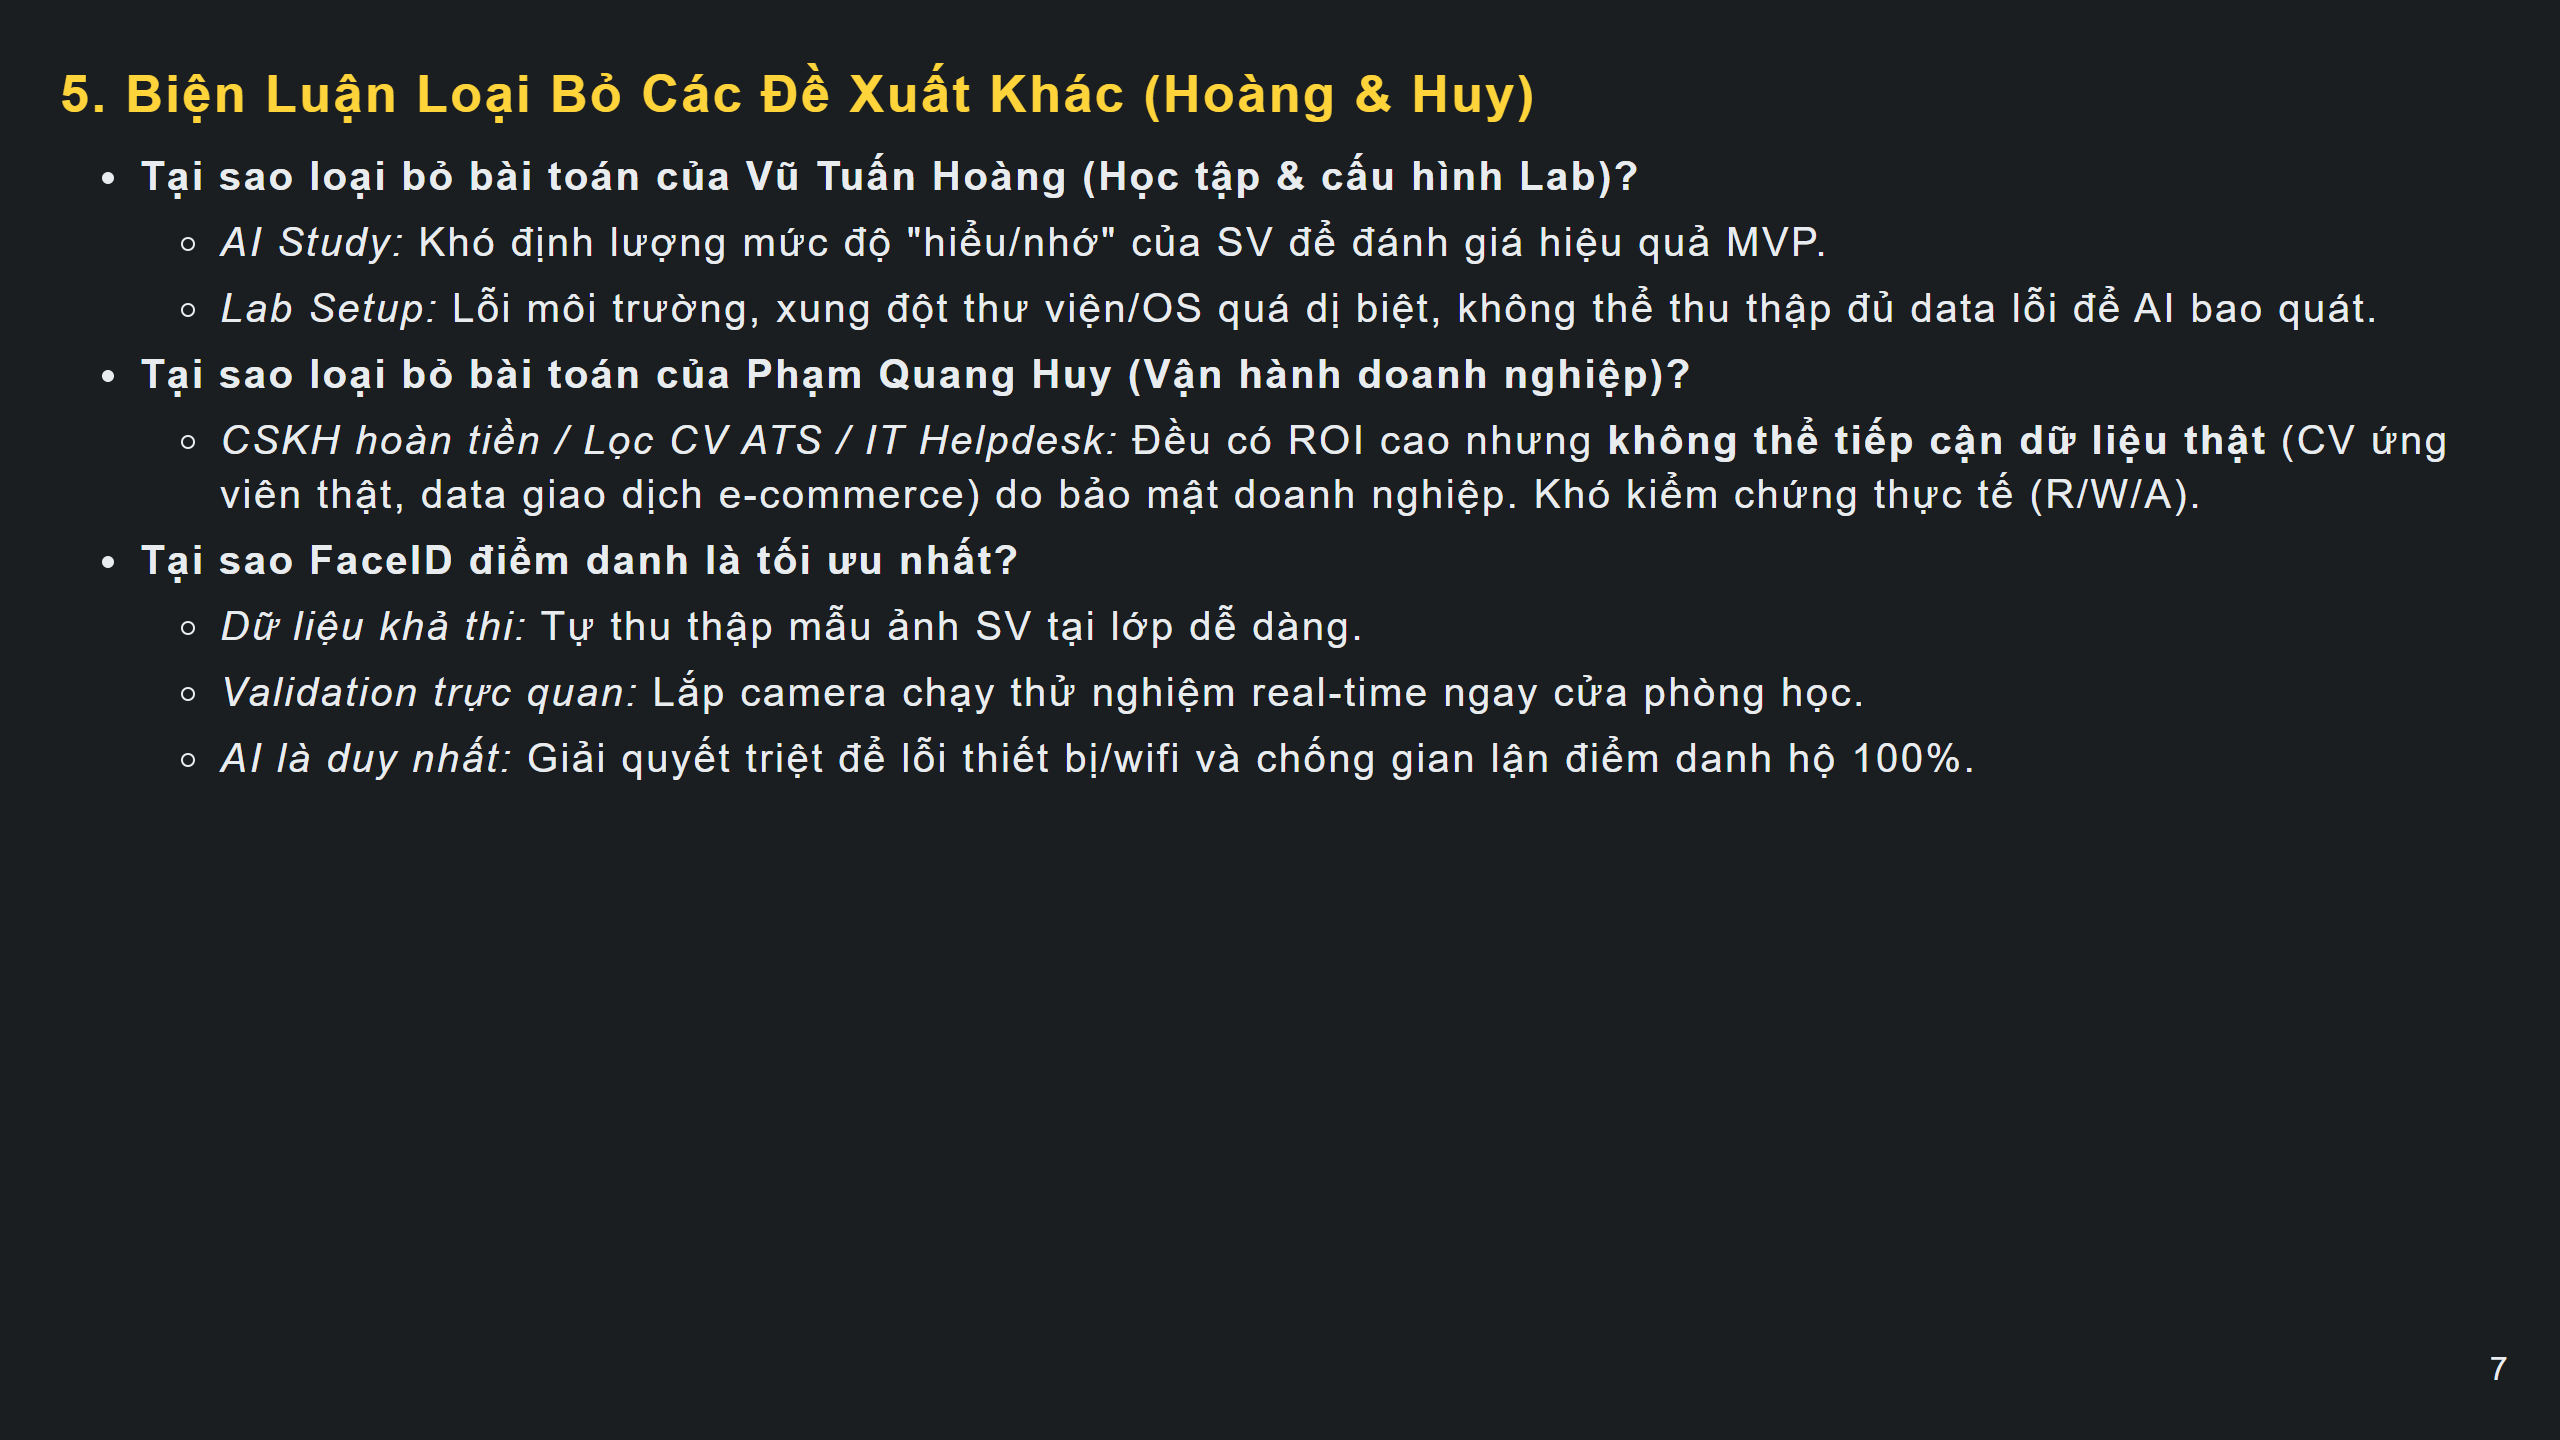 5. Biện Luận Loại Bỏ Các Đề Xuất Khác (Hoàng & Huy)
Tại sao loại bỏ bài toán của Vũ Tuấn Hoàng (Học tập & cấu hình Lab)?
AI Study: Khó định lượng mức độ "hiểu/nhớ" của SV để đánh giá hiệu quả MVP.
Lab Setup: Lỗi môi trường, xung đột thư viện/OS quá dị biệt, không thể thu thập đủ data lỗi để AI bao quát.
Tại sao loại bỏ bài toán của Phạm Quang Huy (Vận hành doanh nghiệp)?
CSKH hoàn tiền / Lọc CV ATS / IT Helpdesk: Đều có ROI cao nhưng không thể tiếp cận dữ liệu thật (CV ứng
viên thật, data giao dịch e-commerce) do bảo mật doanh nghiệp. Khó kiểm chứng thực tế (R/W/A).
Tại sao FaceID điểm danh là tối ưu nhất?
Dữ liệu khả thi: Tự thu thập mẫu ảnh SV tại lớp dễ dàng.
Validation trực quan: Lắp camera chạy thử nghiệm real-time ngay cửa phòng học.
AI là duy nhất: Giải quyết triệt để lỗi thiết bị/wifi và chống gian lận điểm danh hộ 100%.
7